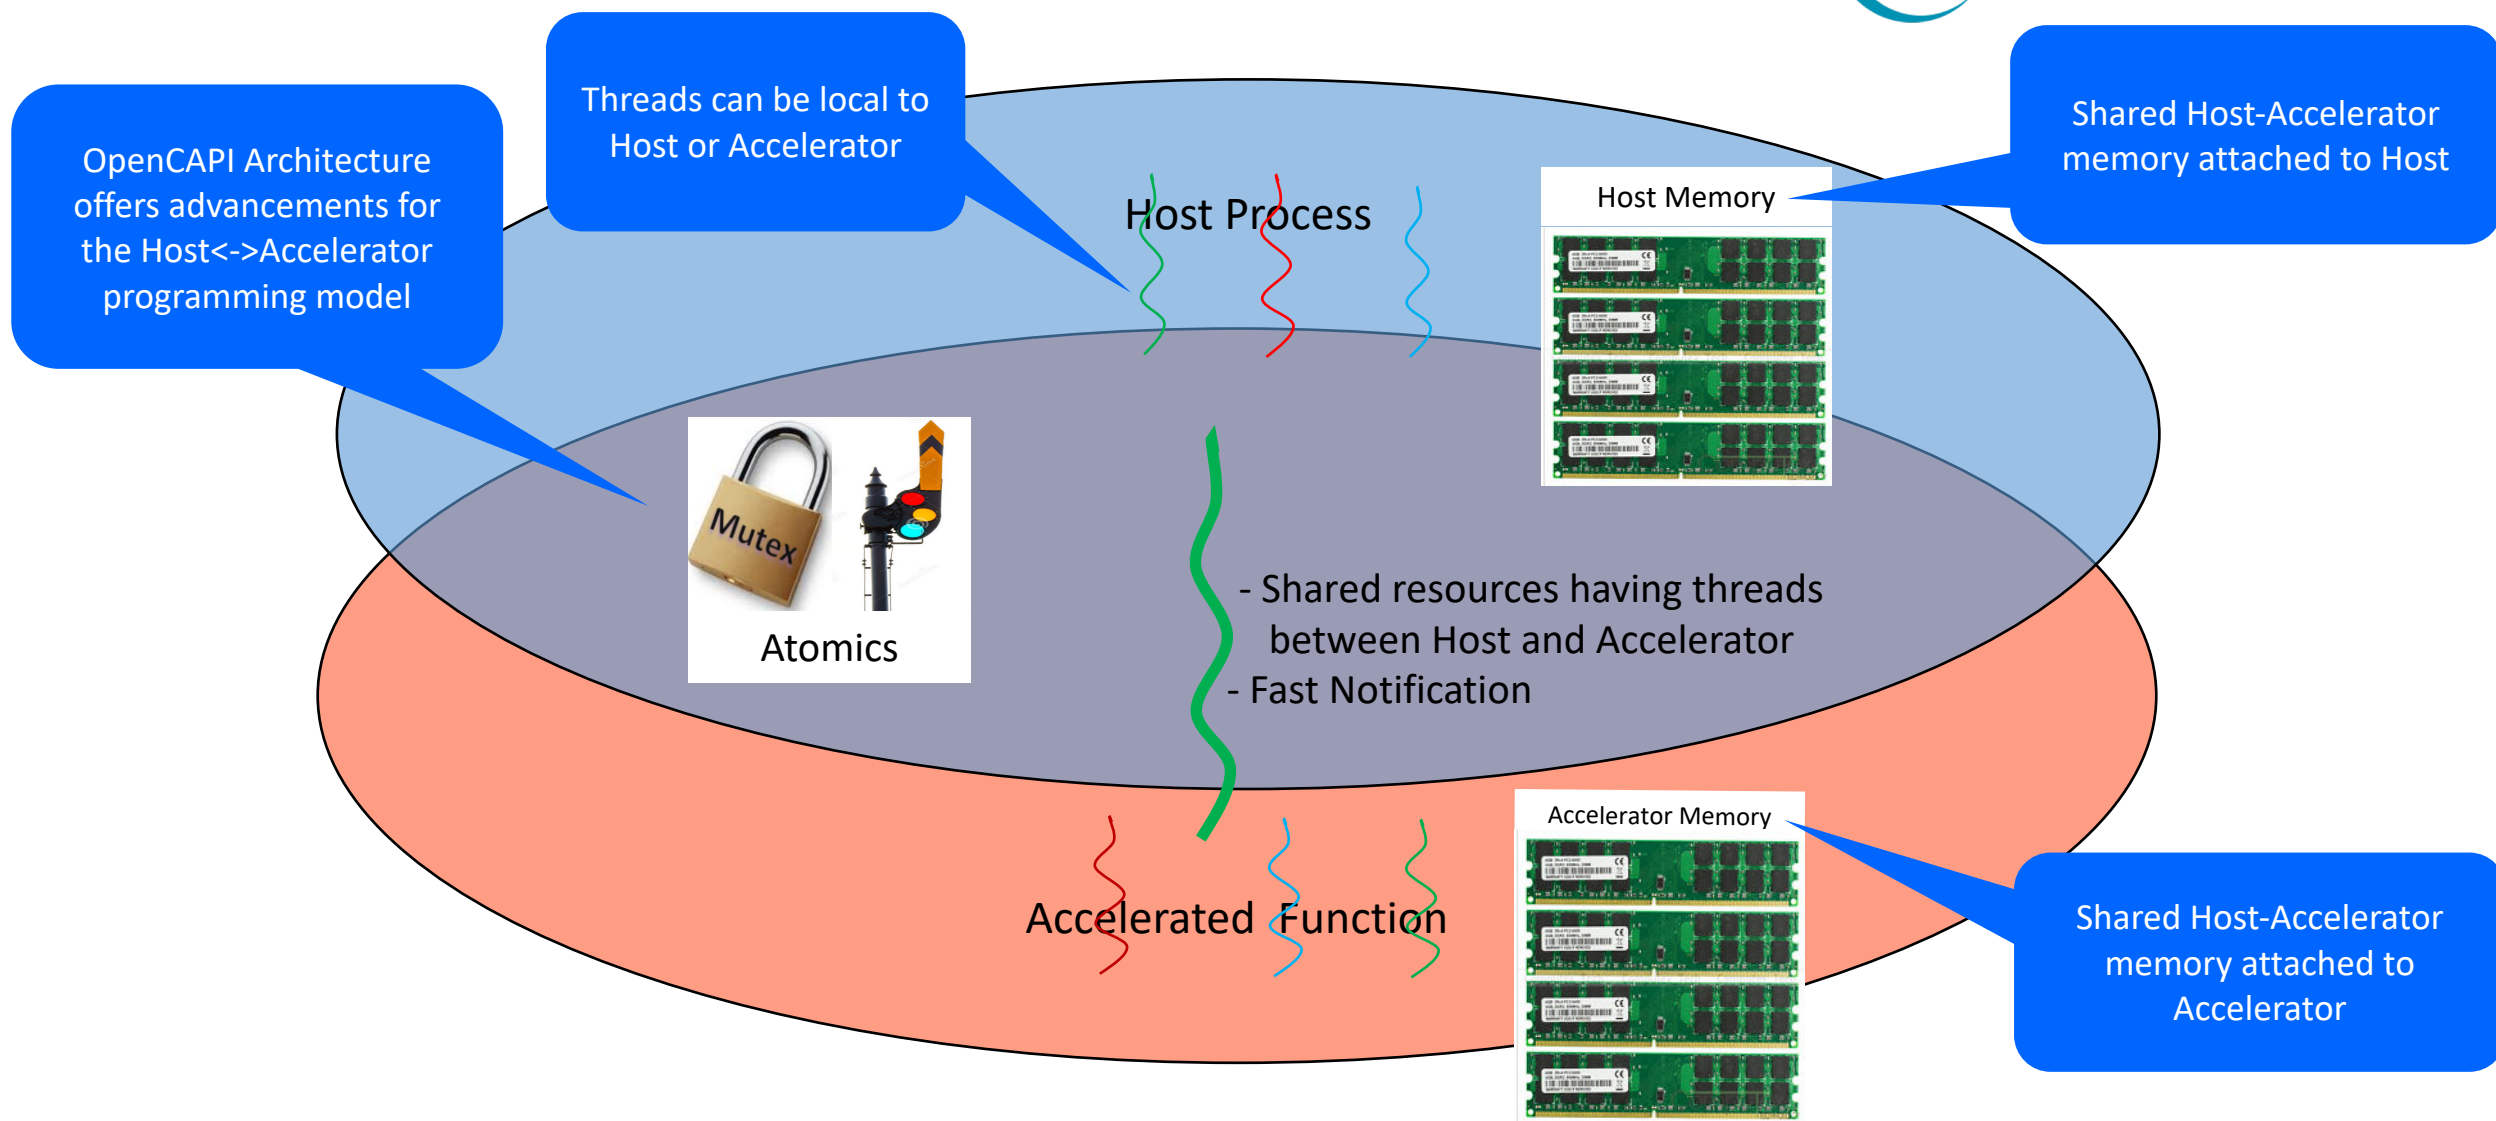 Threads can be local to
Host or Accelerator
OpenCAPI Architecture
offers advancements for
the Host<->Accelerator
programming model
Shared Host-Accelerator
memory attached to Host
Host Process
Host Memory
Mutex
Atomics
- Shared resources having threads
between Host and Accelerator
- Fast Notification
Accelerator Memory
Accelerated Function
Shared Host-Accelerator
memory attached to
Accelerator